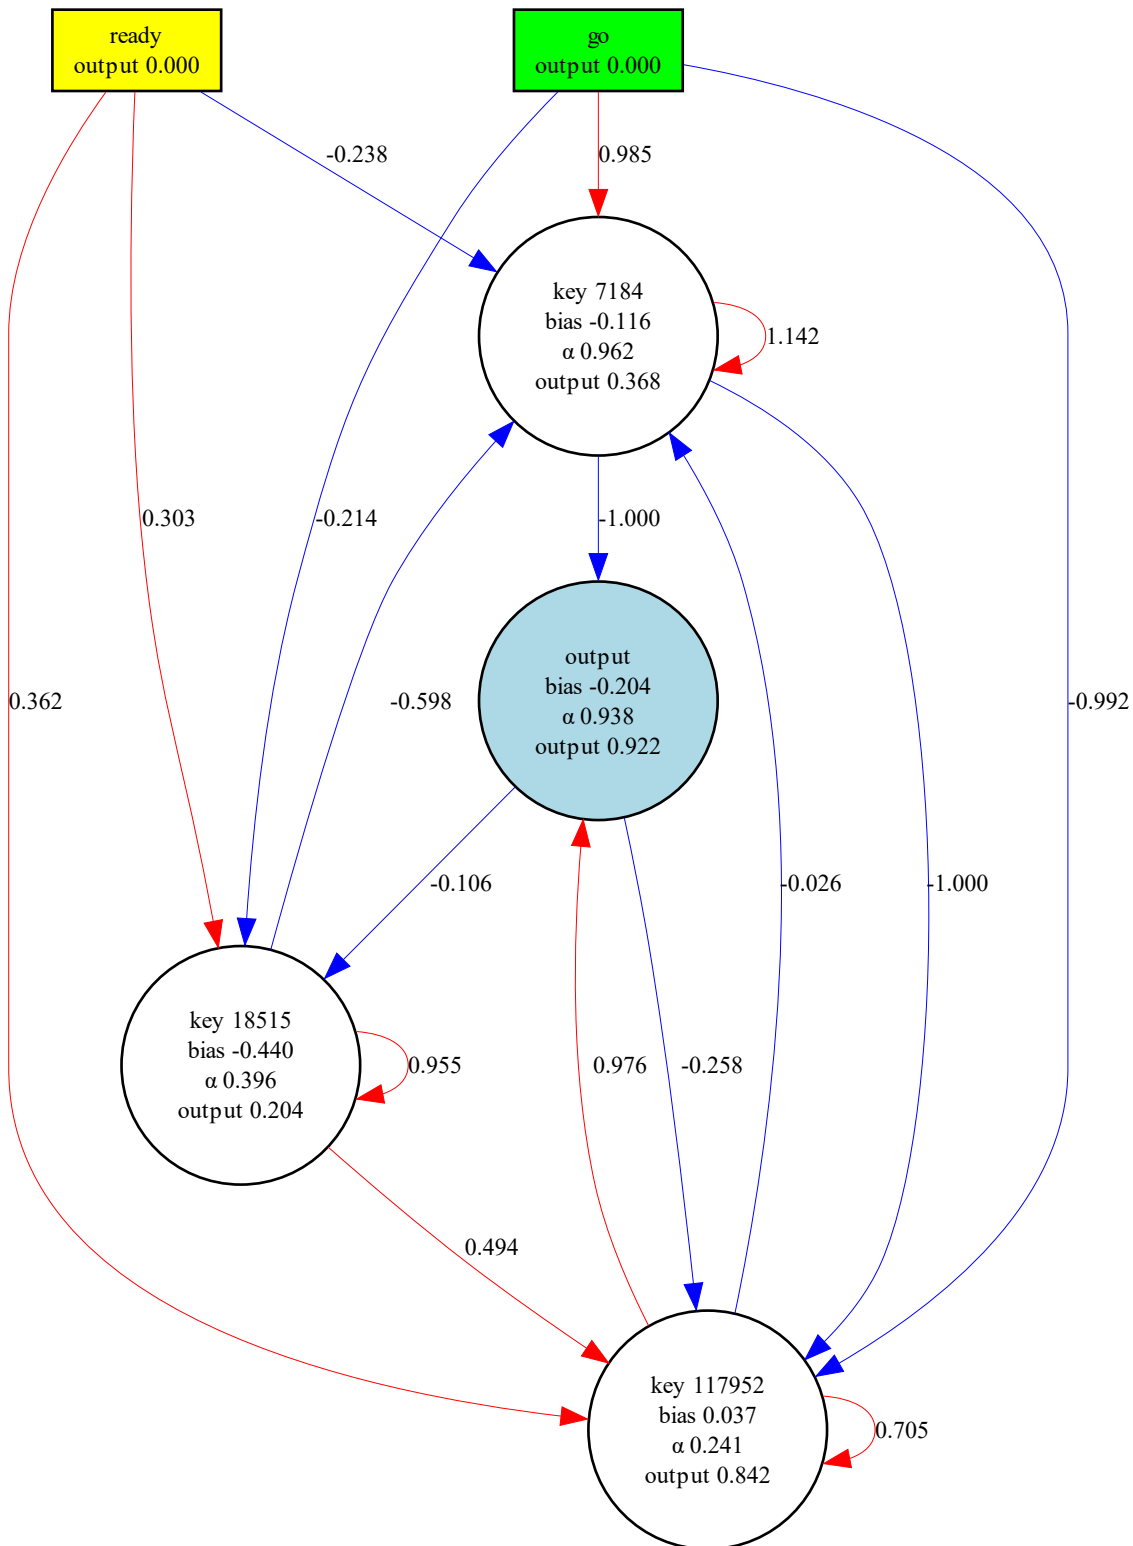 ready
output 0.000
go
output 0.000
-0.238
0.985
key 7184
bias -0.116
α 0.962
output 0.368
1.142
0.303
-0.214
-1.000
output
bias -0.204
α 0.938
output 0.922
0.362
-0.598
-0.992
-0.106
-0.026
-1.000
key 18515
bias -0.440
α 0.396
output 0.204
0.955
0.976
-0.258
0.494
key 117952
bias 0.037
α 0.241
output 0.842
0.705